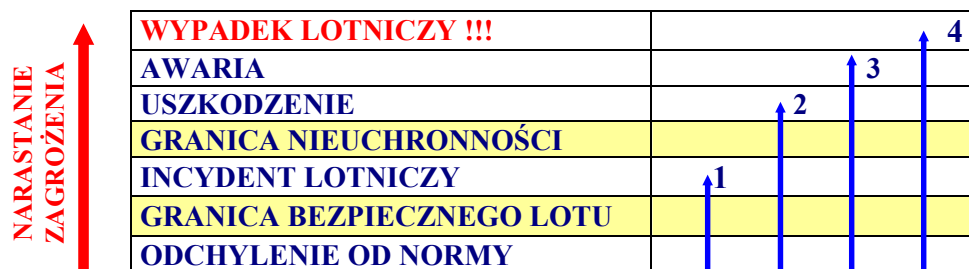 NARASTANIE
ZAGROŻENIA
WYPADEK LOTNICZY !!!
4
AWARIA
3
USZKODZENIE
2
GRANICA NIEUCHRONNOŚCI
INCYDENT LOTNICZY
1
GRANICA BEZPIECZNEGO LOTU
ODCHYLENIE OD NORMY